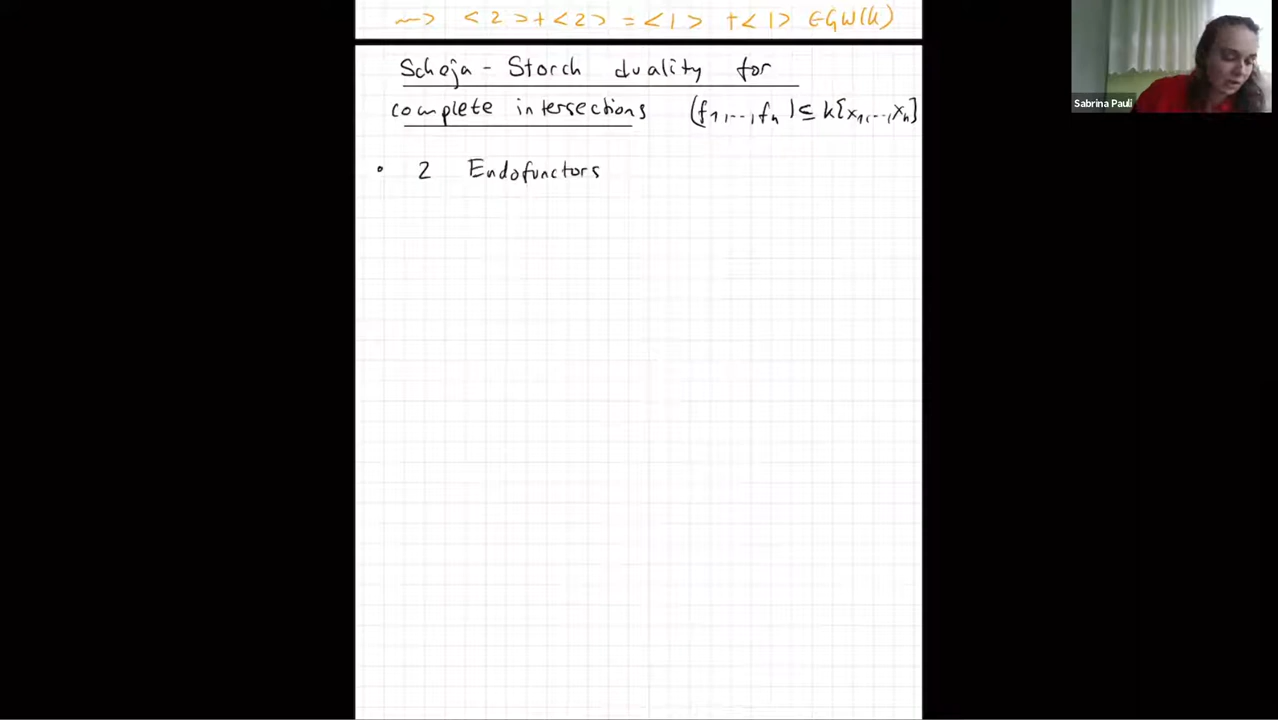 ~~> <2>+<2> = <1> +<1> ∈GW(k)
Scheja - Storch duality for
complete intersections (f1,...,fn) ⊆ k[x1,...,xn]
• 2 Endofunctors
Sabrina Pauli